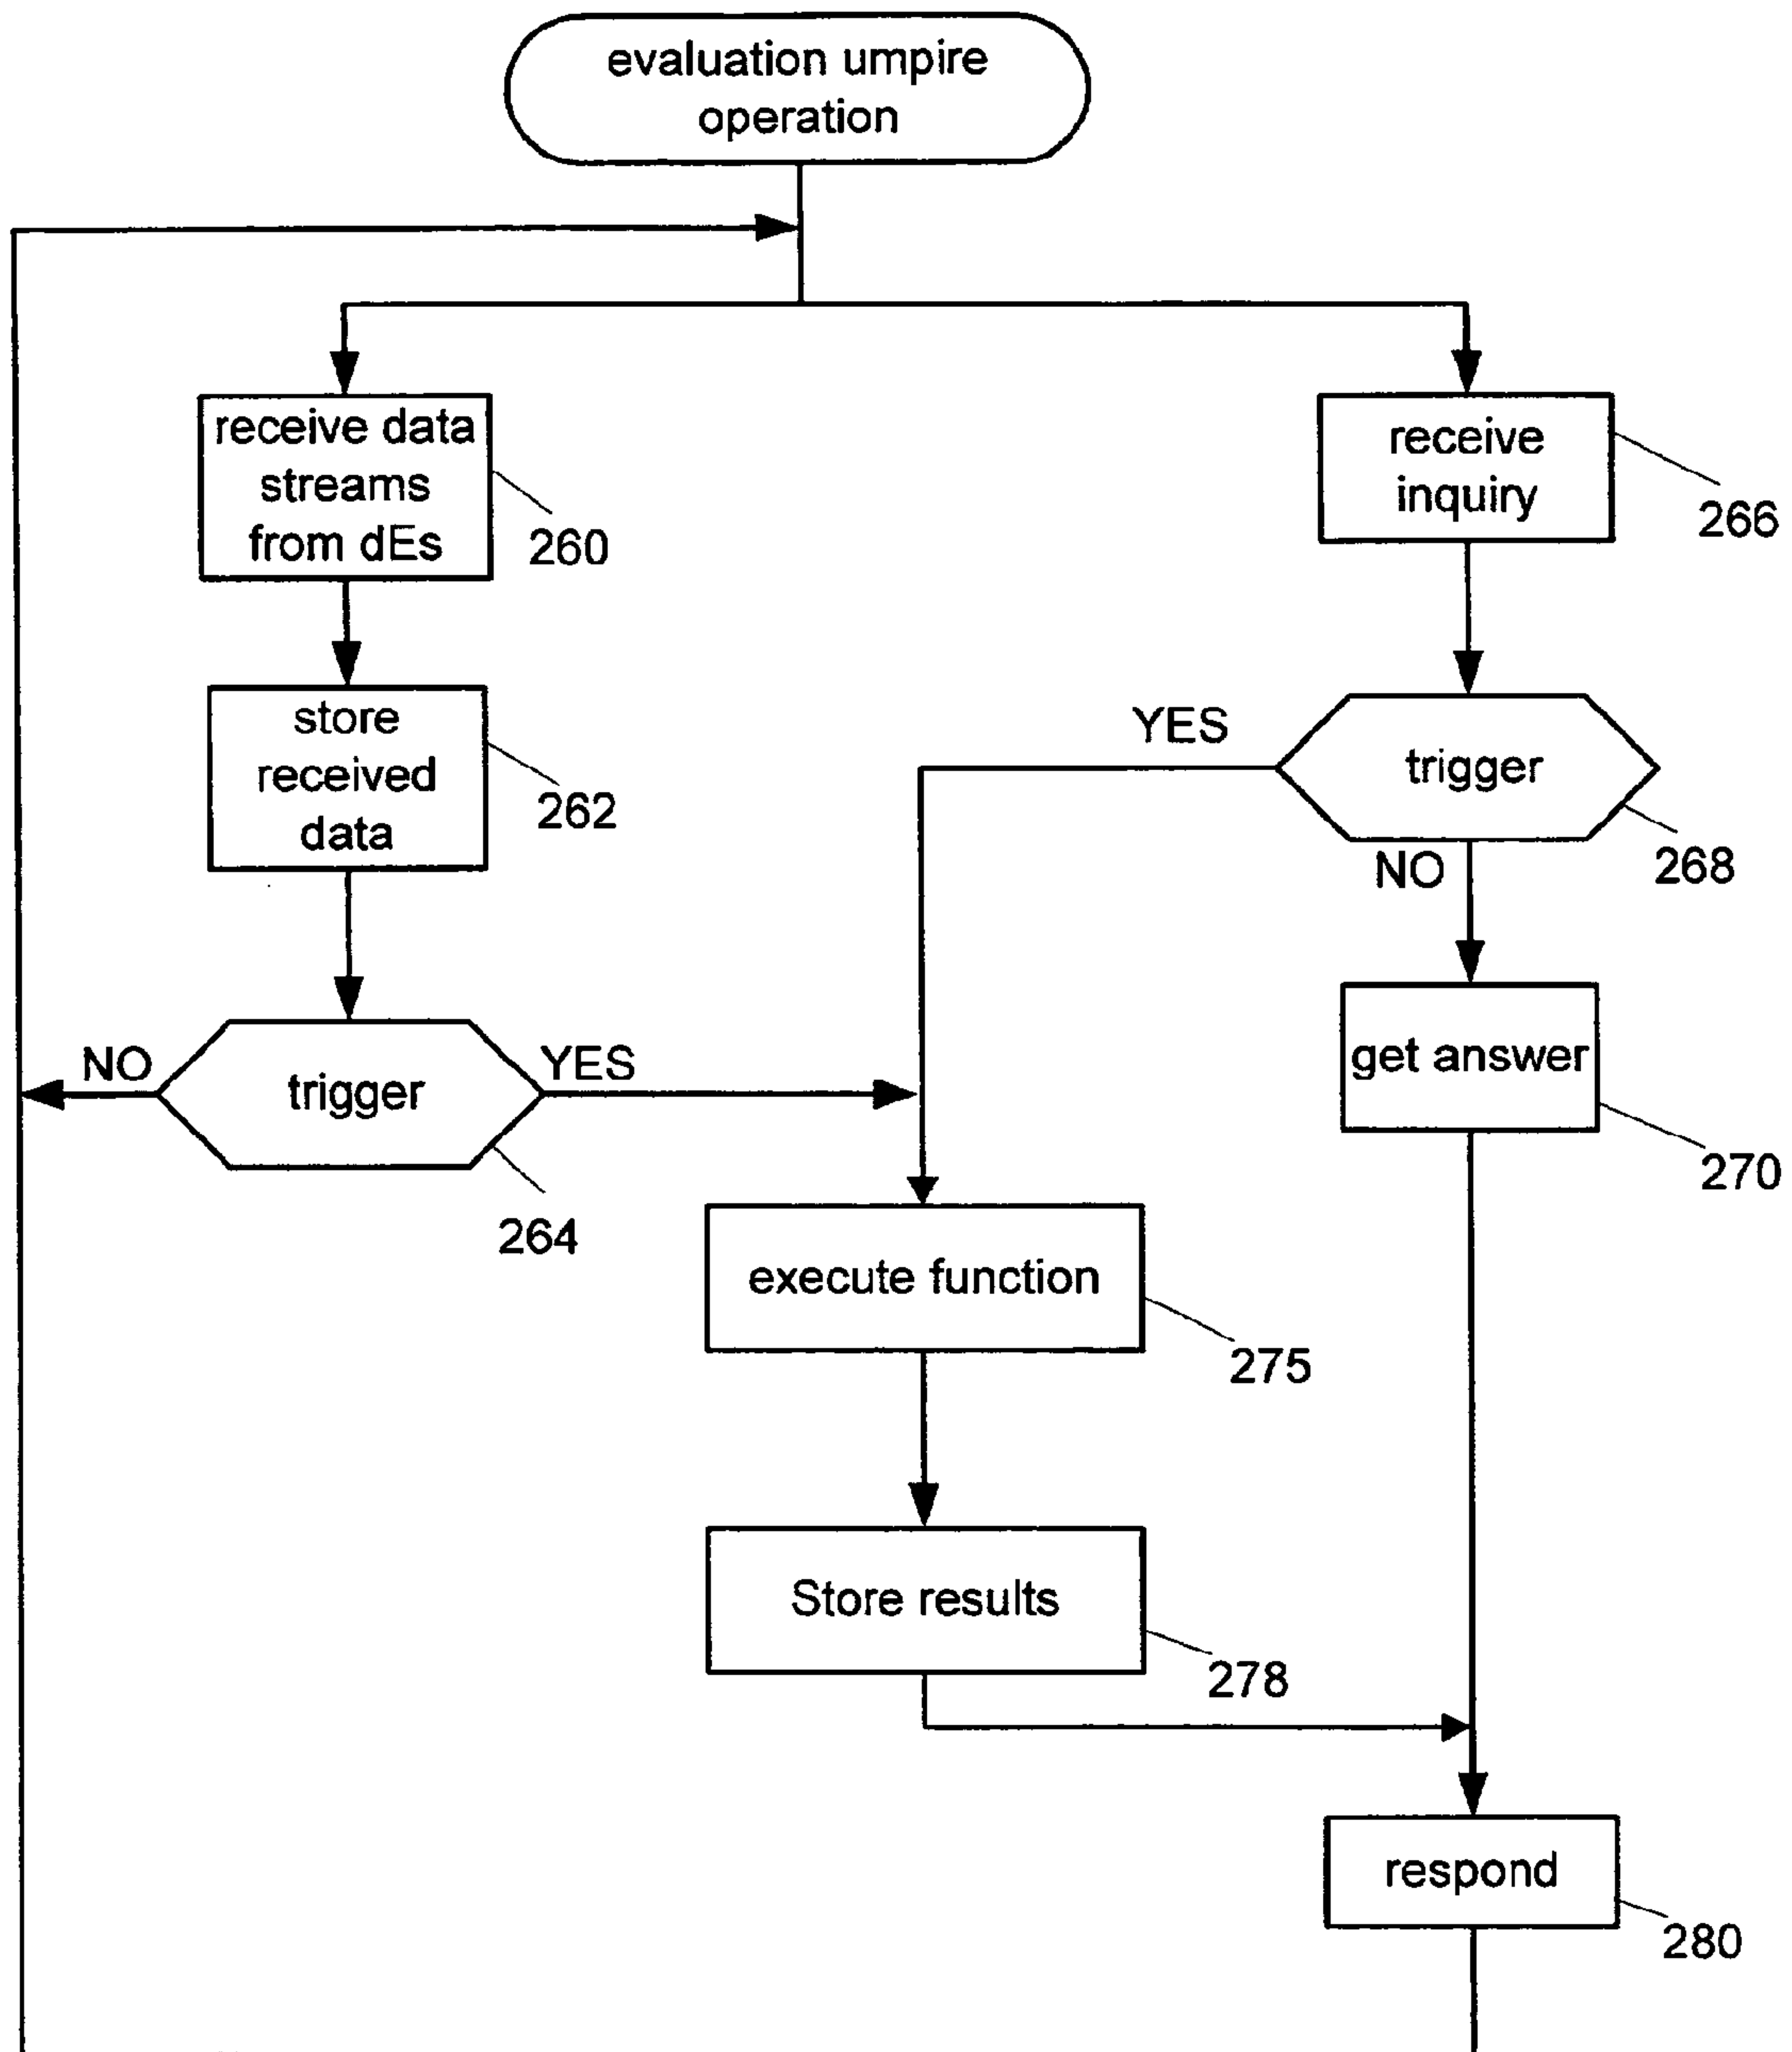 evaluation umpire
operation
receive data
streams
from dEs
260
receive
inquiry
266
store
received
data
262
YES
trigger
268
NO
NO
trigger
YES
264
get answer
270
execute function
275
Store results
278
respond
280